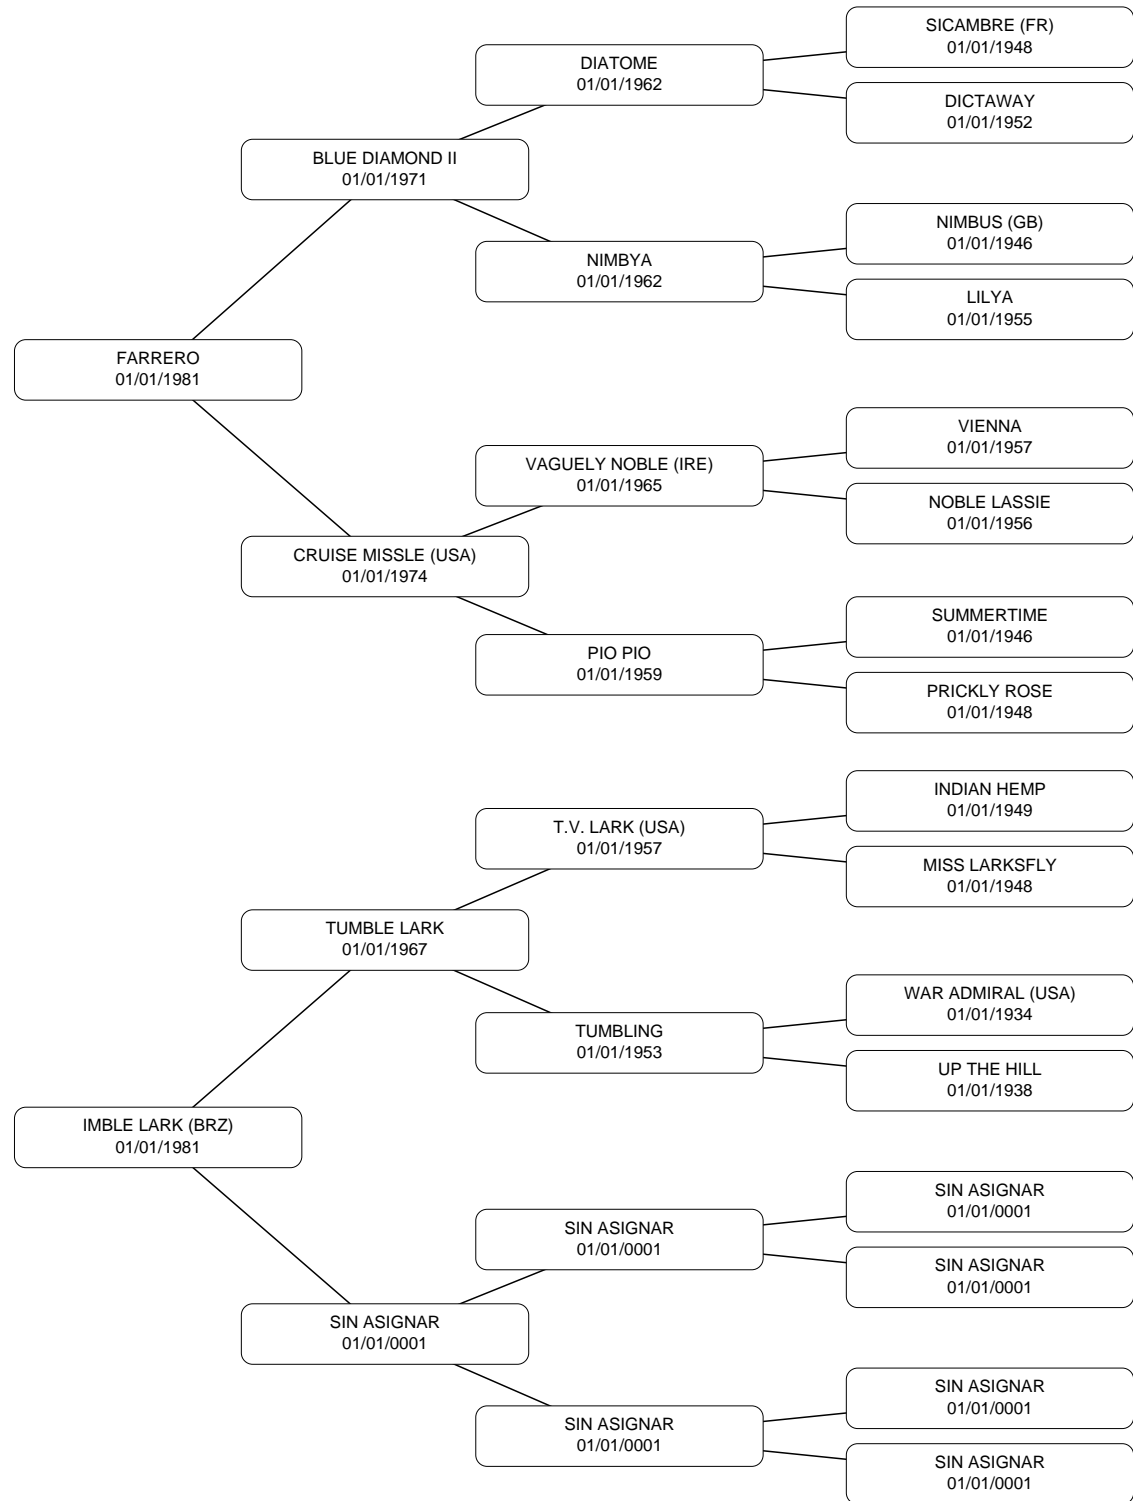 SICAMBRE (FR)
01/01/1948
DIATOME
01/01/1962
DICTAWAY
01/01/1952
BLUE DIAMOND II
01/01/1971
NIMBUS (GB)
01/01/1946
NIMBYA
01/01/1962
LILYA
01/01/1955
FARRERO
01/01/1981
VIENNA
01/01/1957
VAGUELY NOBLE (IRE)
01/01/1965
NOBLE LASSIE
01/01/1956
CRUISE MISSLE (USA)
01/01/1974
SUMMERTIME
01/01/1946
PIO PIO
01/01/1959
PRICKLY ROSE
01/01/1948
INDIAN HEMP
01/01/1949
T.V. LARK (USA)
01/01/1957
MISS LARKSFLY
01/01/1948
TUMBLE LARK
01/01/1967
WAR ADMIRAL (USA)
01/01/1934
TUMBLING
01/01/1953
UP THE HILL
01/01/1938
IMBLE LARK (BRZ)
01/01/1981
SIN ASIGNAR
01/01/0001
SIN ASIGNAR
01/01/0001
SIN ASIGNAR
01/01/0001
SIN ASIGNAR
01/01/0001
SIN ASIGNAR
01/01/0001
SIN ASIGNAR
01/01/0001
SIN ASIGNAR
01/01/0001